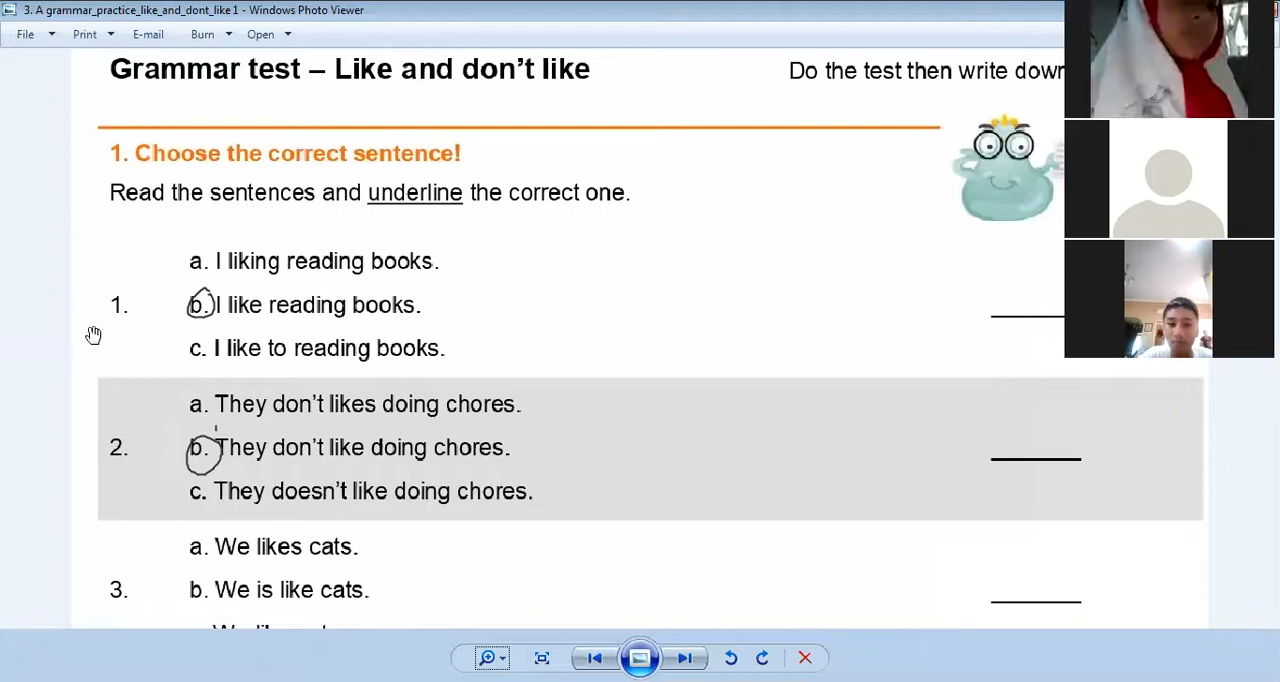 3. A grammar_practice_like_and_dont_like1 - Windows Photo Viewer
File Print E-mail Burn Open
Grammar test – Like and don't like
Do the test then write down
1. Choose the correct sentence!
Read the sentences and underline the correct one.
a. I liking reading books.
1. b. I like reading books.
c. I like to reading books.
a. They don't likes doing chores.
2. b. They don't like doing chores.
c. They doesn't like doing chores.
a. We likes cats.
3. b. We is like cats.